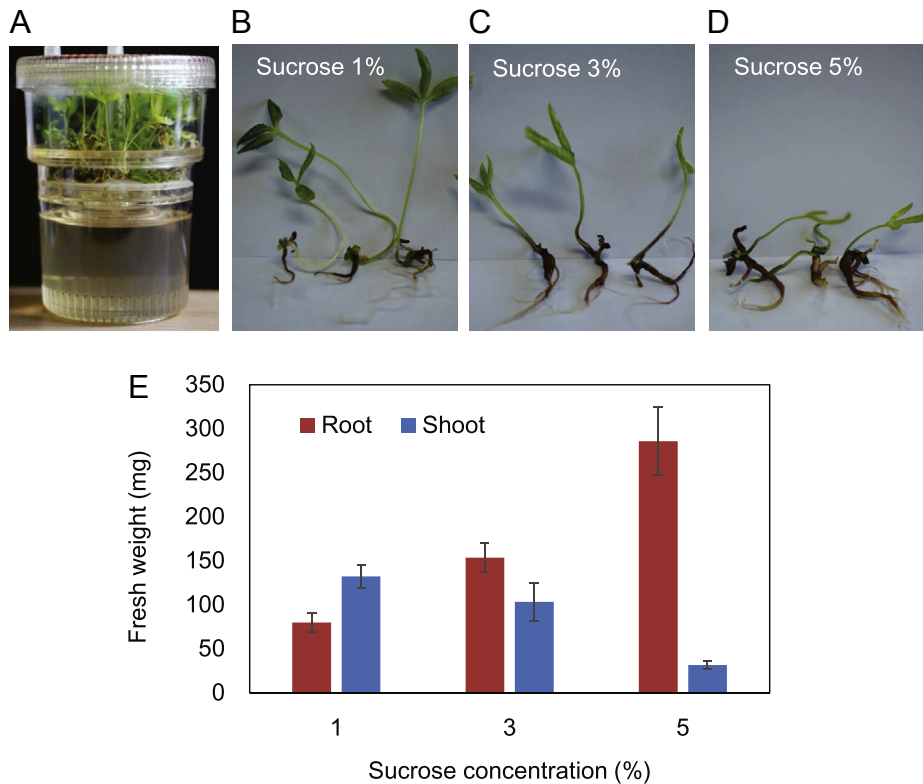 A
B
C
D
Sucrose 1%
Sucrose 3%
Sucrose 5%
E
350
300
250
200
150
100
50
0
Fresh weight (mg)
Root
Shoot
1
3
5
Sucrose concentration (%)